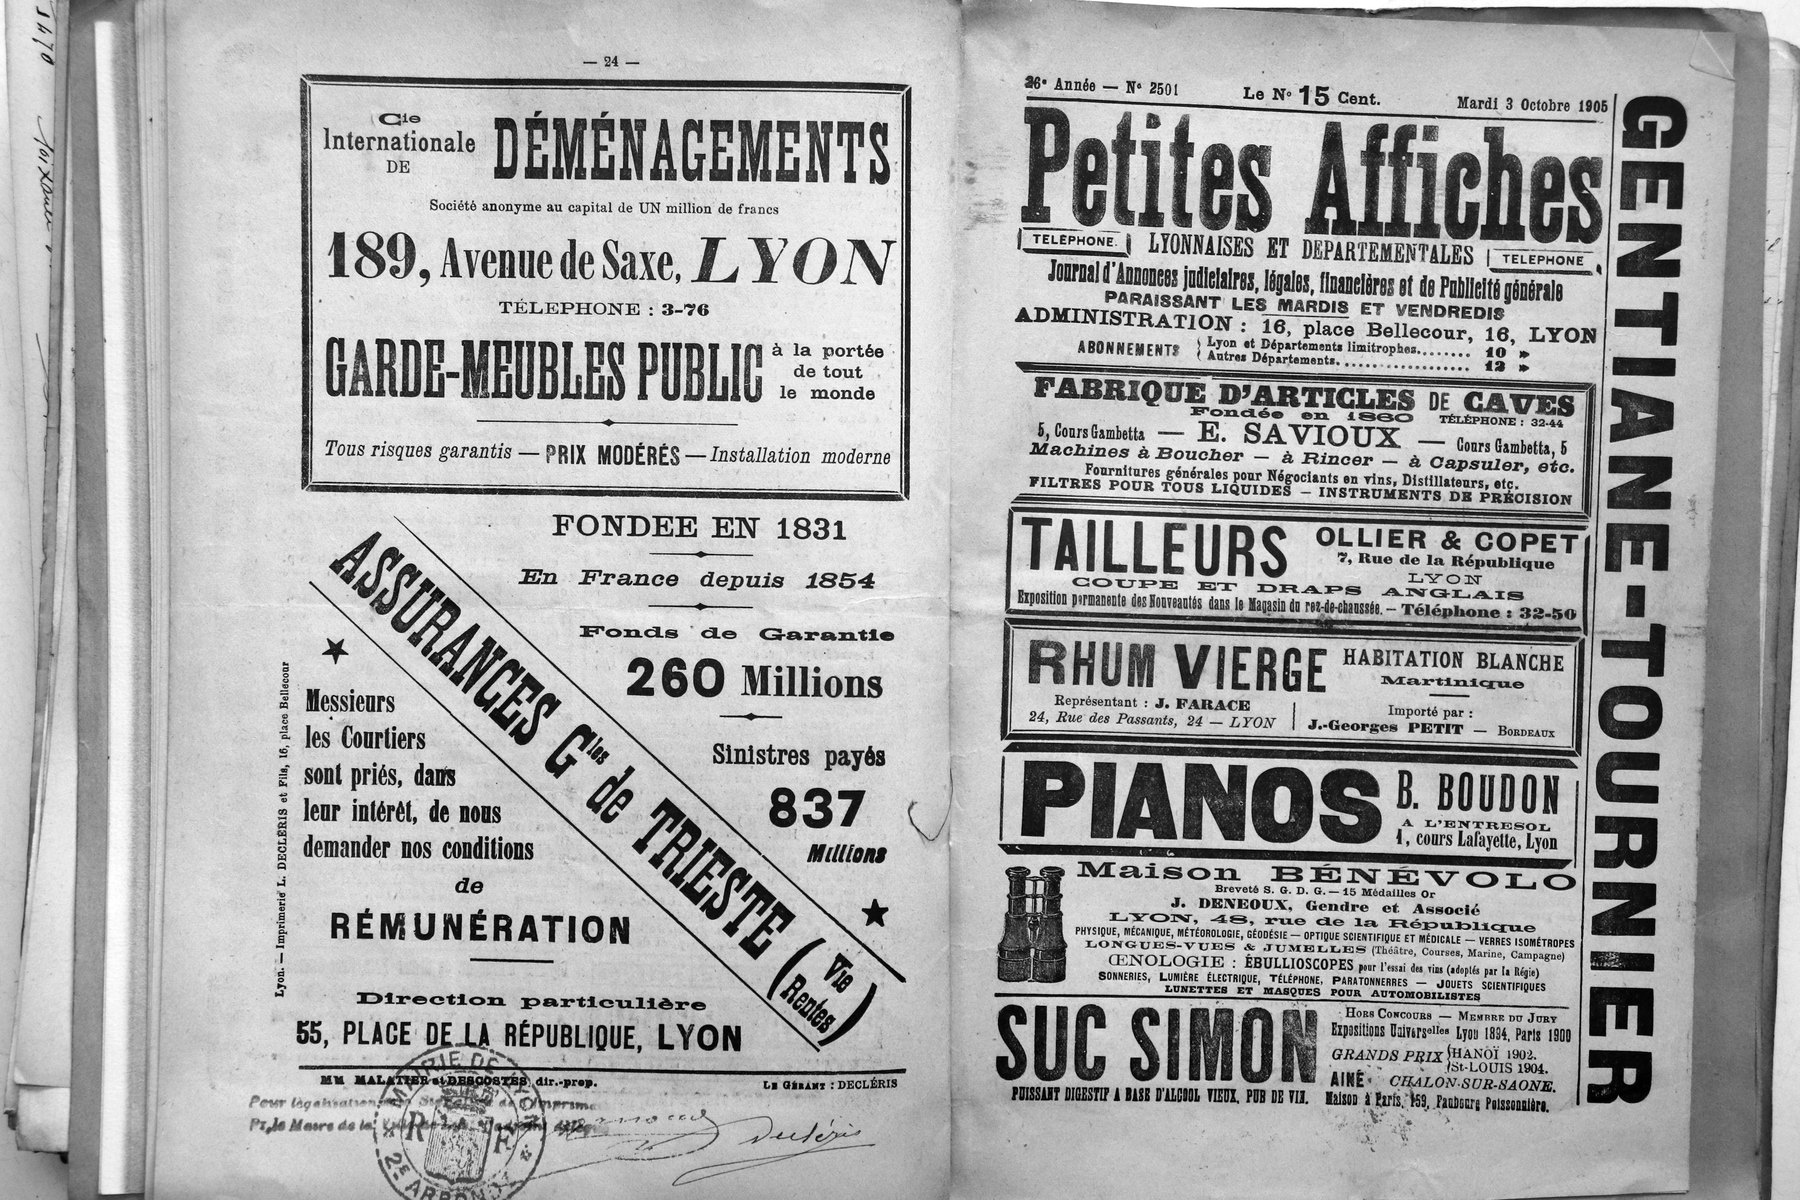 — 24 —
Cie
Internationale
DE
DÉMÉNAGEMENTS
Société anonyme au capital de UN million de francs
189, Avenue de Saxe, LYON
TÉLEPHONE : 3-76
GARDE-MEUBLES PUBLIC
à la portée
de tout
le monde
Tous risques garantis — PRIX MODÉRÉS — Installation moderne
FONDEE EN 1831
En France depuis 1854
Fonds de Garantie
260 Millions
Sinistres payés
837
Millions
ASSURANCES Gles de TRIESTE (Vie
Rentes)
Messieurs
les Courtiers
sont priés, dans
leur intérêt, de nous
demander nos conditions
de
RÉMUNÉRATION
Direction particulière
55, PLACE DE LA RÉPUBLIQUE, LYON
Lyon. — Imprimerie L. DECLÉRIS et Fils, 16, place Bellecour
MM MALATIER et DESCOSTES, dir.-prop.
LE GÉRANT : DECLÉRIS
Pour légalisation
MAIRIE DE LYON
R F
2E ARROND
Decléris
26e Année — No 2501
Le No 15 Cent.
Mardi 3 Octobre 1905
Petites Affiches
TELÉPHONE. LYONNAISES ET DEPARTEMENTALES TELEPHONE
Journal d'Annonces judiciaires, légales, financières et de Publicité générale
PARAISSANT LES MARDIS ET VENDREDIS
ADMINISTRATION : 16, place Bellecour, 16, LYON
ABONNEMENTS
Lyon et Départements limitrophes........ 10 »
Autres Départements...................... 12 »
FABRIQUE D'ARTICLES DE CAVES
Fondée en 1860 TÉLÉPHONE : 32-44
5, Cours Gambetta — E. SAVIOUX — Cours Gambetta, 5
Machines à Boucher — à Rincer — à Capsuler, etc.
Fournitures générales pour Négociants en vins, Distillateurs, etc.
FILTRES POUR TOUS LIQUIDES — INSTRUMENTS DE PRÉCISION
TAILLEURS
OLLIER & COPET
7, Rue de la République
LYON
COUPE ET DRAPS ANGLAIS
Exposition permanente des Nouveautés dans le Magasin du rez-de-chaussée. — Téléphone : 32-50
RHUM VIERGE
HABITATION BLANCHE
Martinique
Représentant : J. FARACE
24, Rue des Passants, 24 — LYON
Importé par :
J.-Georges PETIT — BORDEAUX
PIANOS
B. BOUDON
A L'ENTRESOL
1, cours Lafayette, Lyon
Maison BÉNÉVOLO
Breveté S. G. D. G. — 15 Médailles Or
J. DENEOUX, Gendre et Associé
LYON, 48, rue de la République
PHYSIQUE, MÉCANIQUE, MÉTÉOROLOGIE, GÉODÉSIE — OPTIQUE SCIENTIFIQUE ET MÉDICALE — VERRES ISOMÉTROPES
LONGUES-VUES & JUMELLES (Théâtre, Courses, Marine, Campagne)
ŒNOLOGIE : ÉBULLIOSCOPES pour l'essai des vins (adoptés par la Régie)
SONNERIES, LUMIÈRE ÉLECTRIQUE, TÉLÉPHONE, PARATONNERRES — JOUETS SCIENTIFIQUES
LUNETTES ET MASQUES POUR AUTOMOBILISTES
SUC SIMON
PUISSANT DIGESTIF A BASE D'ALCOOL VIEUX, PUR DE VIN.
HORS CONCOURS — MEMBRE DU JURY
Expositions Universelles Lyon 1894, Paris 1900
GRANDS PRIX
HANOÏ 1902.
St-LOUIS 1904.
AINÉ CHALON-SUR-SAONE.
Maison à Paris, 159, Faubourg Poissonnière.
GENTIANE-TOURNIER